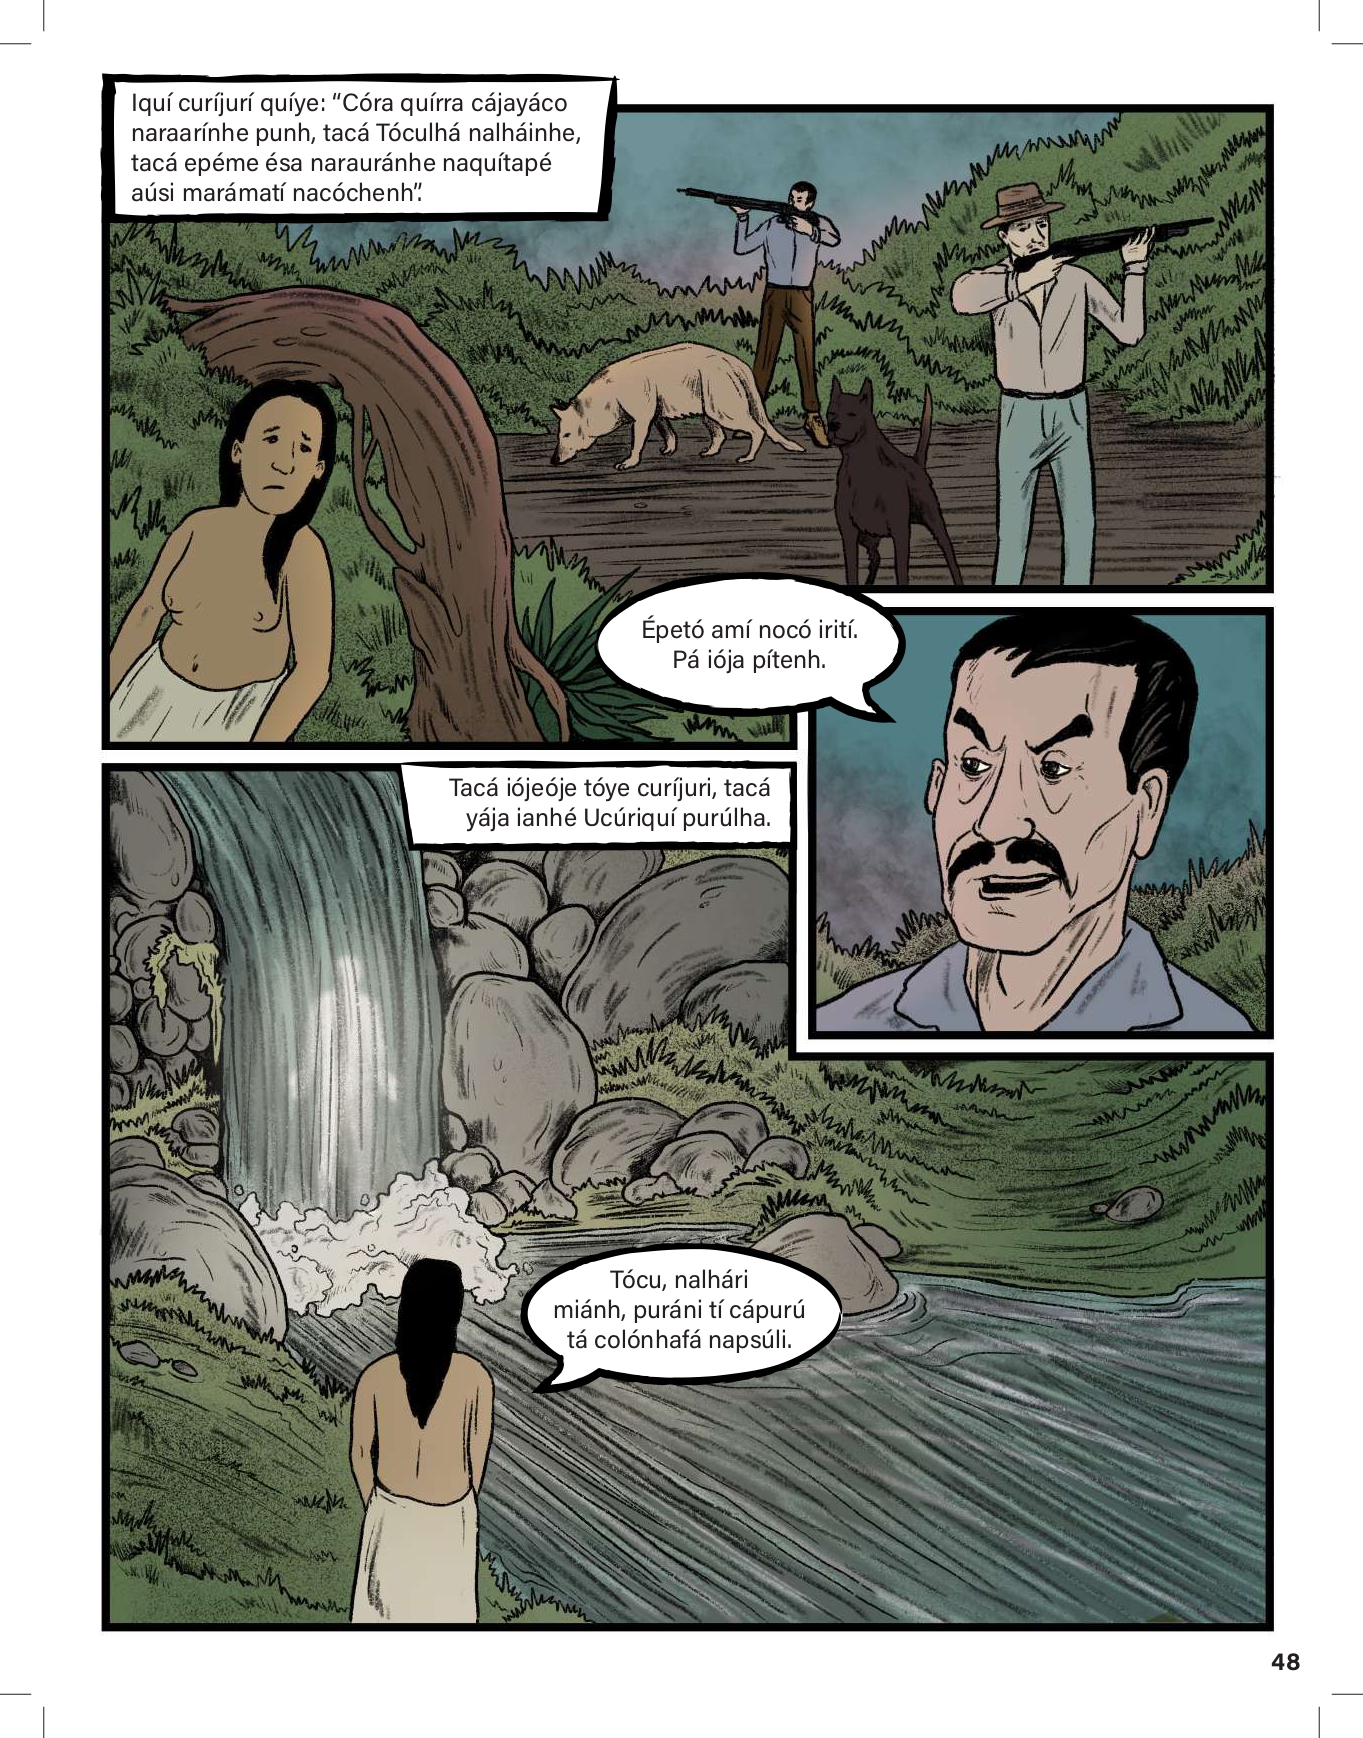 Iquí curíjurí quíye: “Córa quírra cájayáco
naraarínhe punh, tacá Tóculhá nalháinhe,
tacá epéme ésa narauránhe naquítapé
aúsi marámatí nacóchenh”.
Épetó amí nocó irití.
Pá iója pítenh.
Tacá iójeóje tóye curíjuri, tacá
yája ianhé Ucúriquí purúlha.
Tócu, nalhári
miánh, puráni tí cápurú
tá colónhafá napsúli.
48